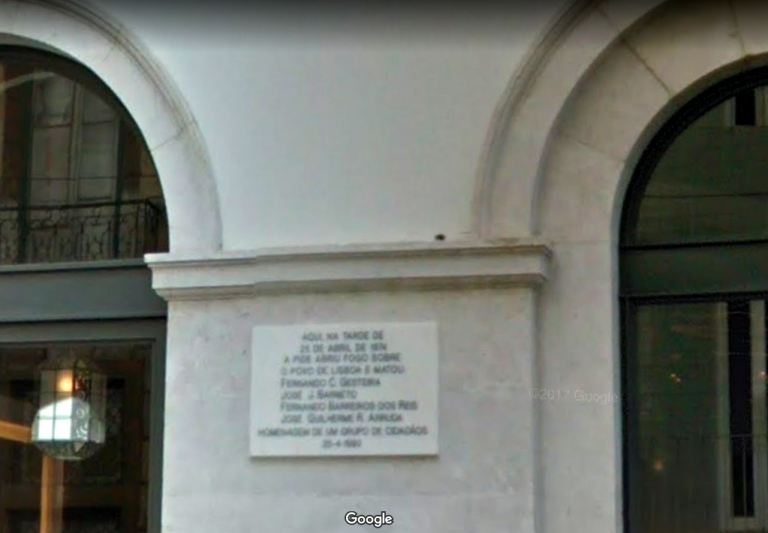 AQUI, NA TARDE DE
25 DE ABRIL DE 1974
A PIDE ABRIU FOGO SOBRE
O POVO DE LISBOA E MATOU
FERNANDO C. GESTEIRA
JOSÉ J. BARNETO
FERNANDO BARREIROS DOS REIS
JOSÉ GUILHERME R. ARRUDA
HOMENAGEM DE UM GRUPO DE CIDADÃOS
25-4-1980
©2017 Google
Google